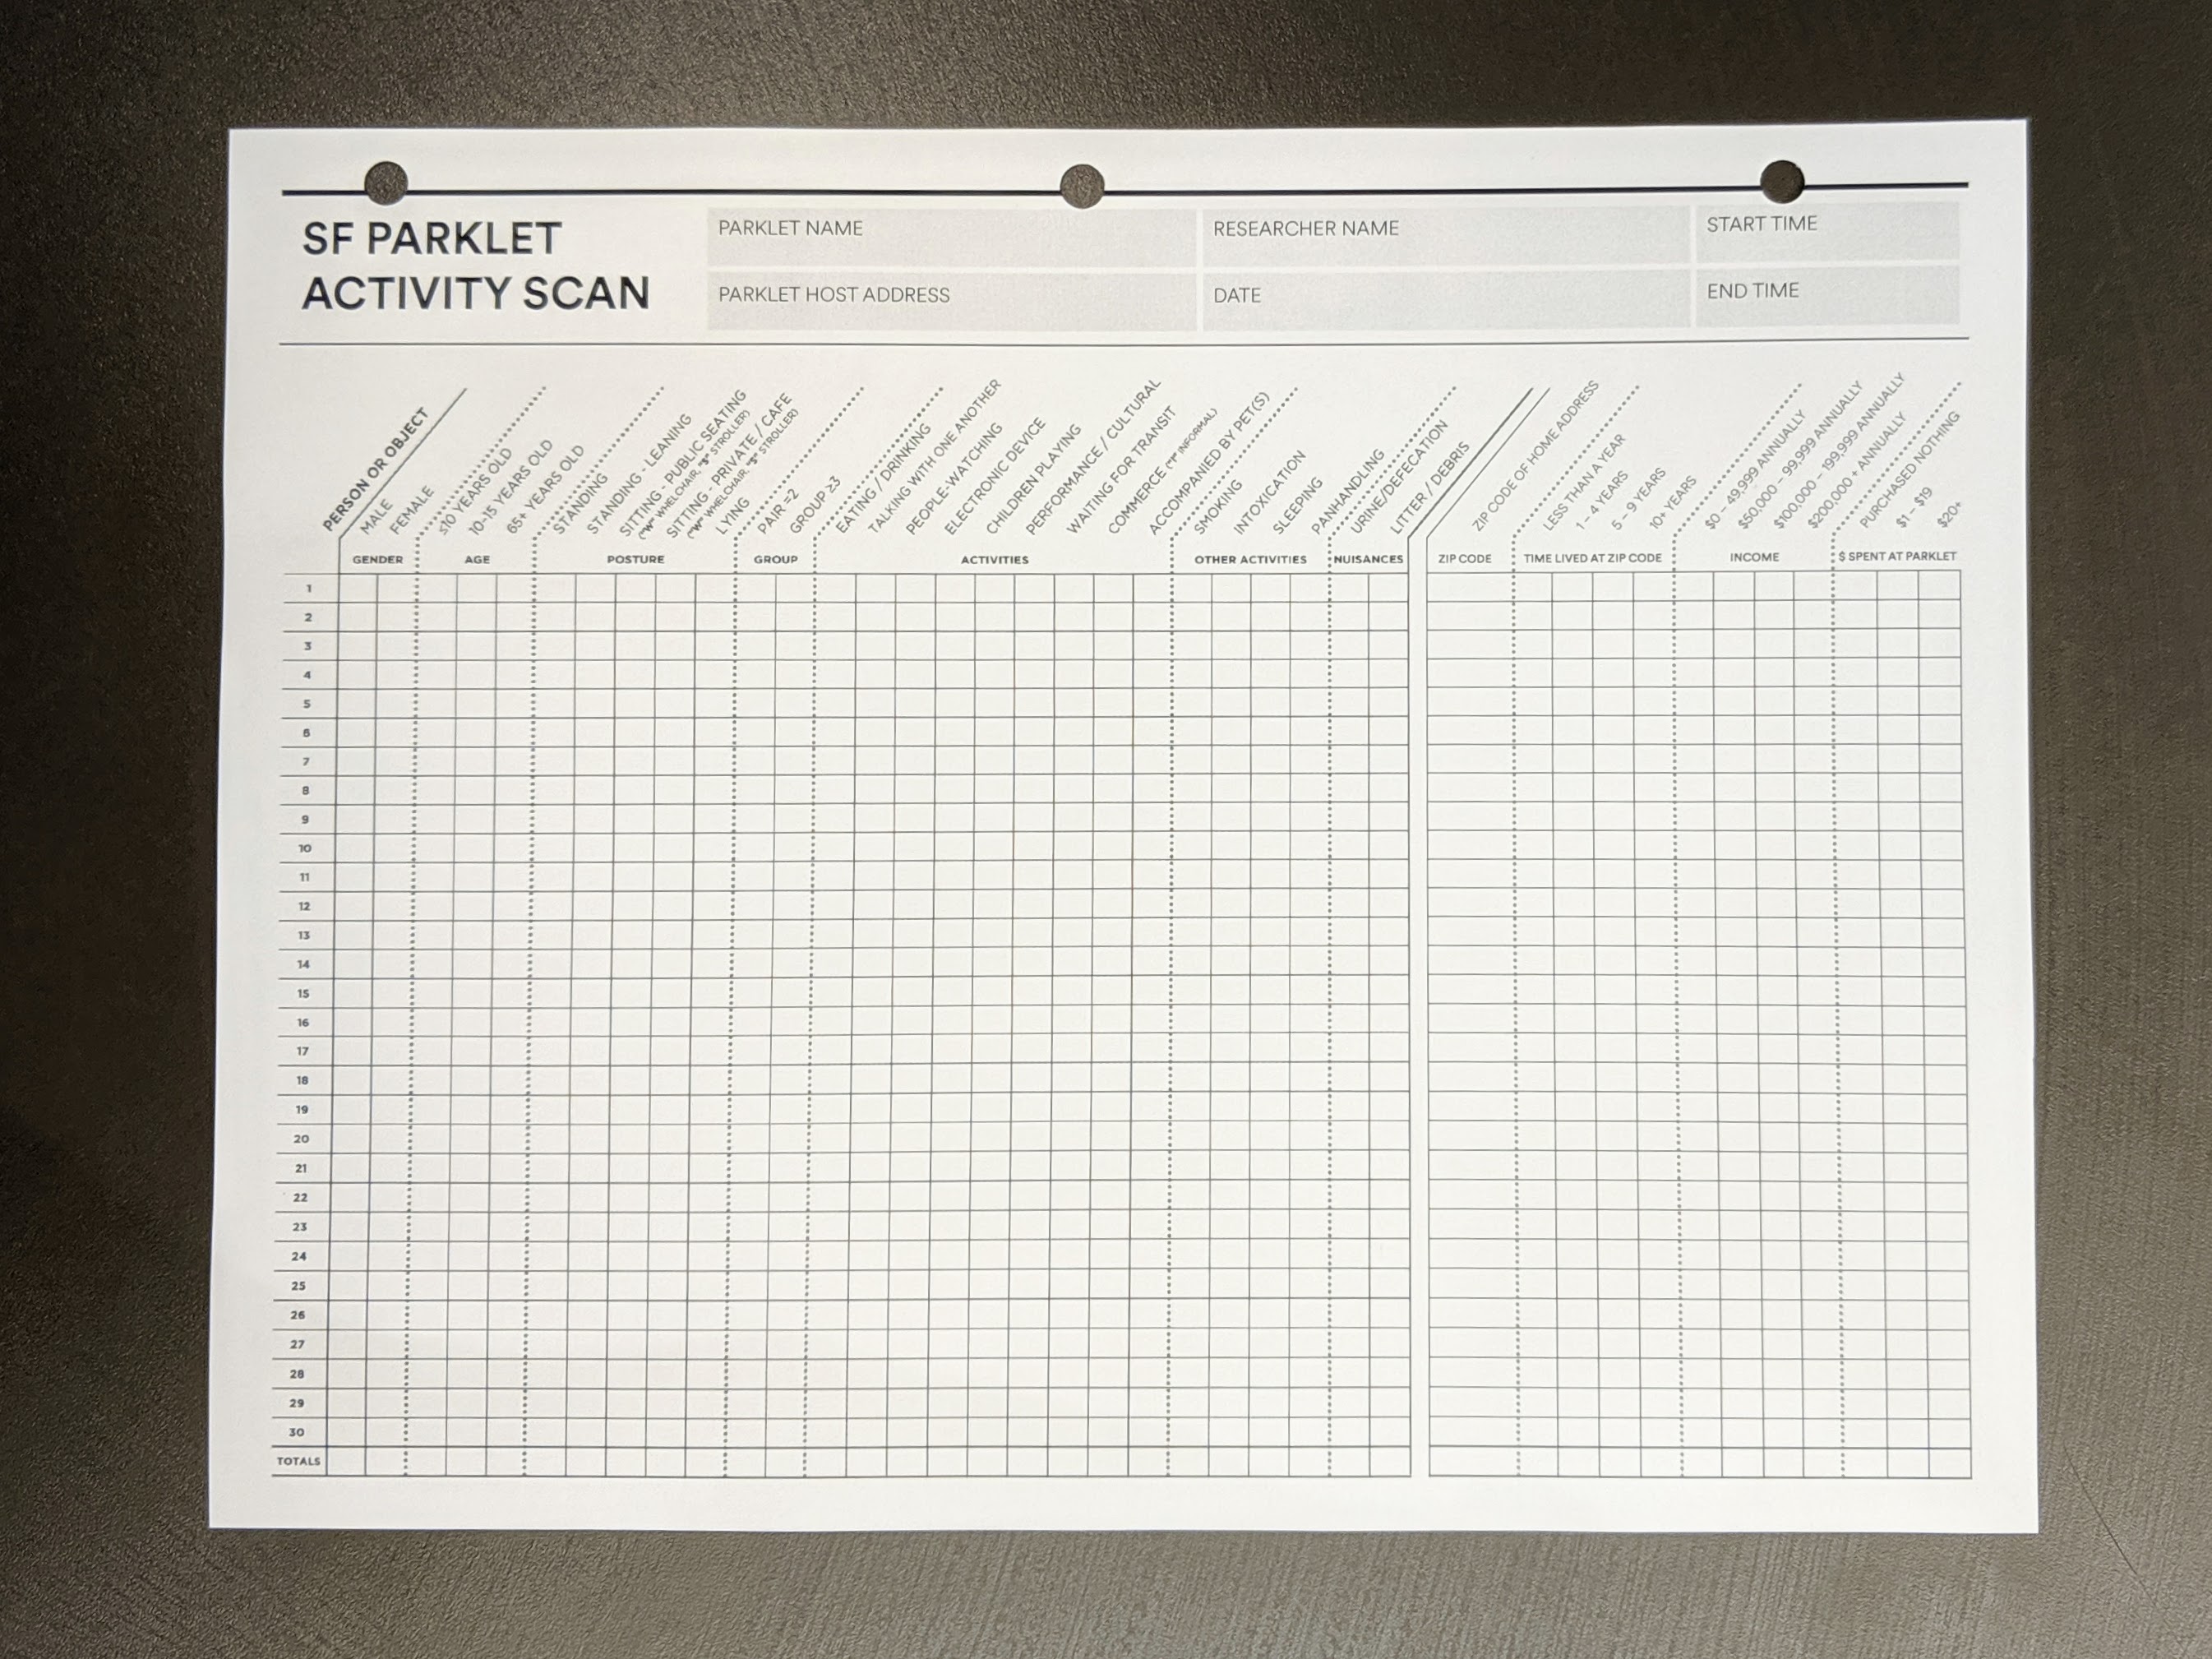 SF PARKLET
ACTIVITY SCAN
PARKLET NAME
RESEARCHER NAME
START TIME
PARKLET HOST ADDRESS
DATE
END TIME
PERSON OR OBJECT
MALE
FEMALE
≤10 YEARS OLD
10-15 YEARS OLD
65+ YEARS OLD
STANDING
STANDING - LEANING
SITTING - PUBLIC SEATING
("W" WHELCHAIR, "S" STROLLER)
SITTING - PRIVATE / CAFE
("W" WHELCHAIR, "S" STROLLER)
LYING
PAIR =2
GROUP ≥3
EATING / DRINKING
TALKING WITH ONE ANOTHER
PEOPLE-WATCHING
ELECTRONIC DEVICE
CHILDREN PLAYING
PERFORMANCE / CULTURAL
WAITING FOR TRANSIT
COMMERCE ("I" INFORMAL)
ACCOMPANIED BY PET(S)
SMOKING
INTOXICATION
SLEEPING
PANHANDLING
URINE/DEFECATION
LITTER / DEBRIS
ZIP CODE OF HOME ADDRESS
LESS THAN A YEAR
1 - 4 YEARS
5 - 9 YEARS
10+ YEARS
$0 - 49,999 ANNUALLY
$50,000 - 99,999 ANNUALLY
$100,000 - 199,999 ANNUALLY
$200,000 + ANNUALLY
PURCHASED NOTHING
$1 - $19
$20+
GENDER
AGE
POSTURE
GROUP
ACTIVITIES
OTHER ACTIVITIES
NUISANCES
ZIP CODE
TIME LIVED AT ZIP CODE
INCOME
$ SPENT AT PARKLET
1
2
3
4
5
6
7
8
9
10
11
12
13
14
15
16
17
18
19
20
21
22
23
24
25
26
27
28
29
30
TOTALS